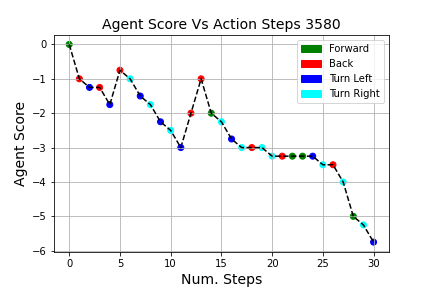 Agent Score Vs Action Steps 3580
0
−1
−2
−3
−4
−5
−6
Agent Score
Forward
Back
Turn Left
Turn Right
0 5 10 15 20 25 30
Num. Steps